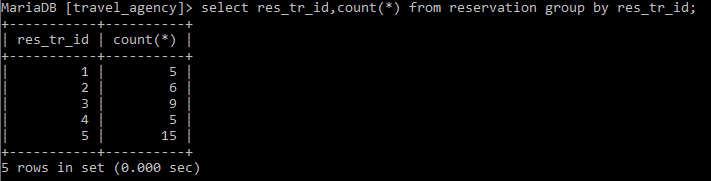 MariaDB [travel_agency]> select res_tr_id,count(*) from reservation group by res_tr_id;
+-----------+----------+
| res_tr_id | count(*) |
+-----------+----------+
|         1 |        5 |
|         2 |        6 |
|         3 |        9 |
|         4 |        5 |
|         5 |       15 |
+-----------+----------+
5 rows in set (0.000 sec)